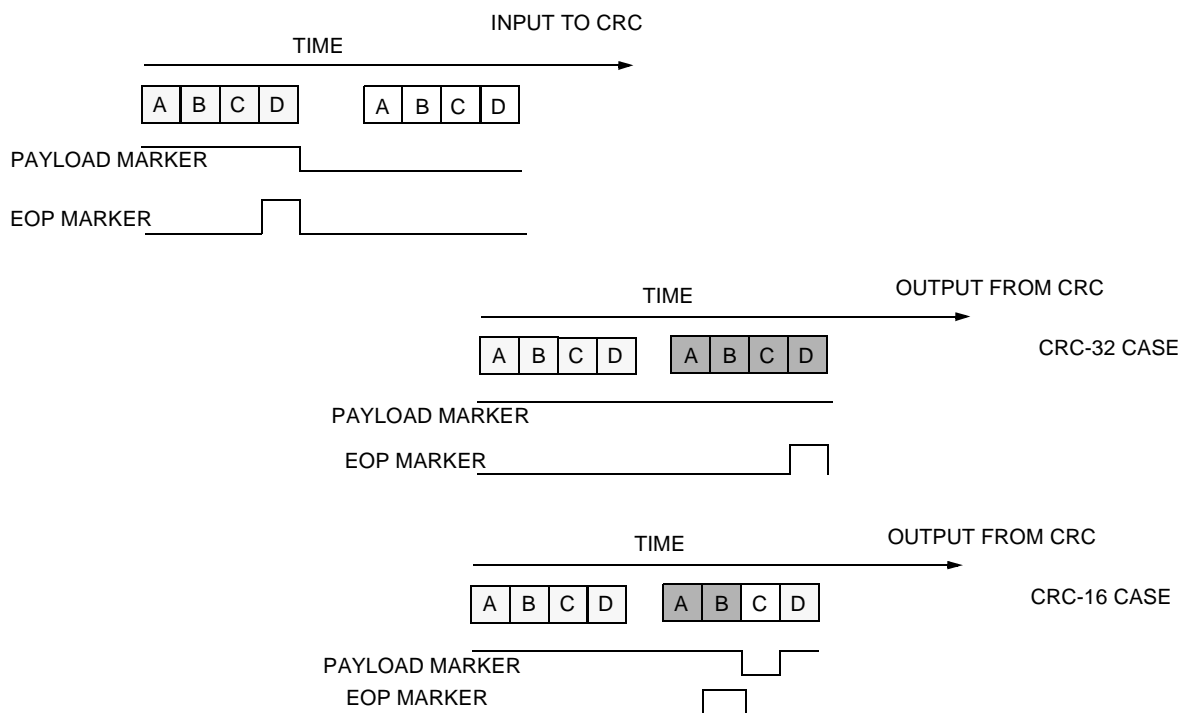 INPUT TO CRC
TIME
A B C D A B C D
PAYLOAD MARKER
EOP MARKER
OUTPUT FROM CRC
TIME
CRC-32 CASE
A B C D A B C D
PAYLOAD MARKER
EOP MARKER
OUTPUT FROM CRC
TIME
CRC-16 CASE
A B C D A B C D
PAYLOAD MARKER
EOP MARKER